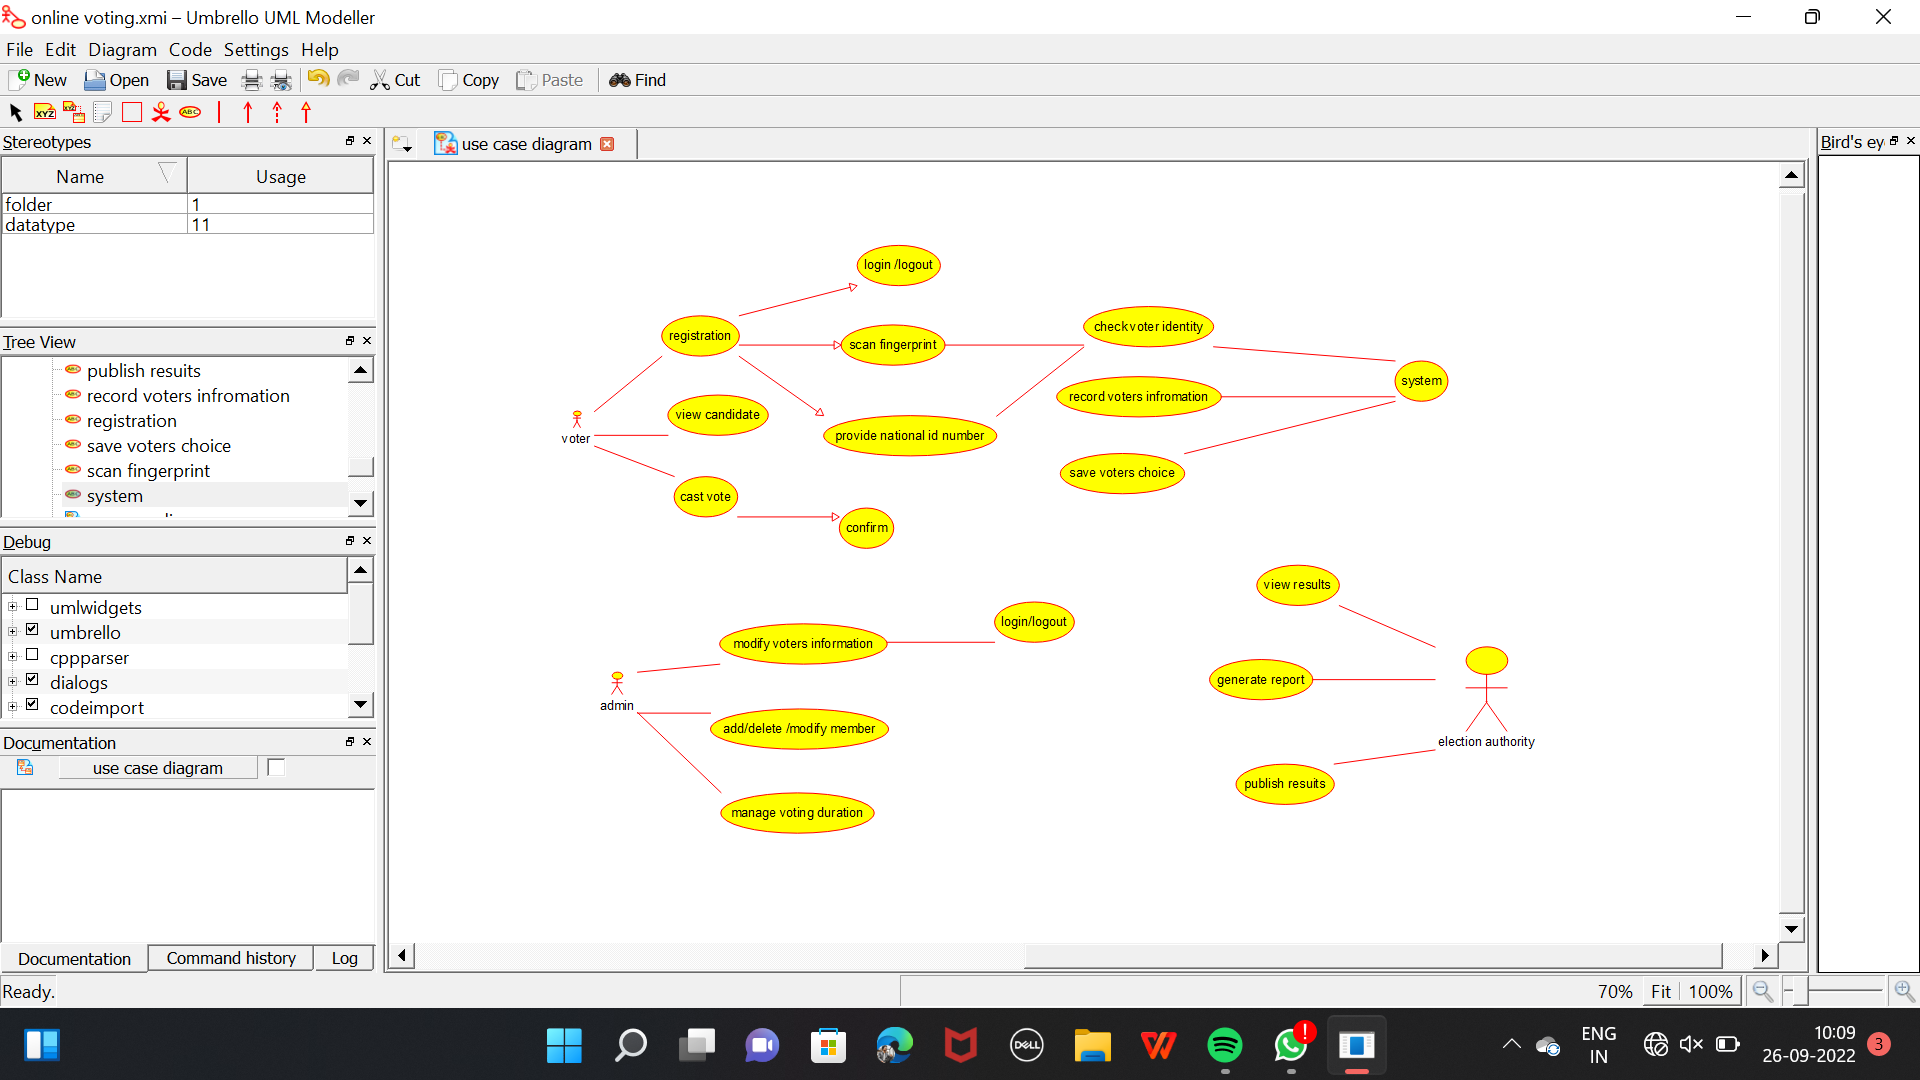 online voting.xmi – Umbrello UML Modeller
File Edit Diagram Code Settings Help
New Open Save Cut Copy Paste Find
XYZ ABC
Stereotypes
Name Usage
folder 1
datatype 11
Tree View
publish results
record voters infromation
registration
save voters choice
scan fingerprint
system
Debug
Class Name
umlwidgets
umbrello
cppparser
dialogs
codeimport
Documentation
use case diagram
Documentation Command history Log
Ready.
use case diagram
Bird's ey
login /logout
registration
scan fingerprint
check voter identity
system
view candidate
record voters infromation
voter
provide national id number
save voters choice
cast vote
confirm
view results
login/logout
modify voters information
generate report
admin
add/delete /modify member
election authority
publish results
manage voting duration
70% Fit 100%
DELL
ENG
IN
10:09
26-09-2022
3